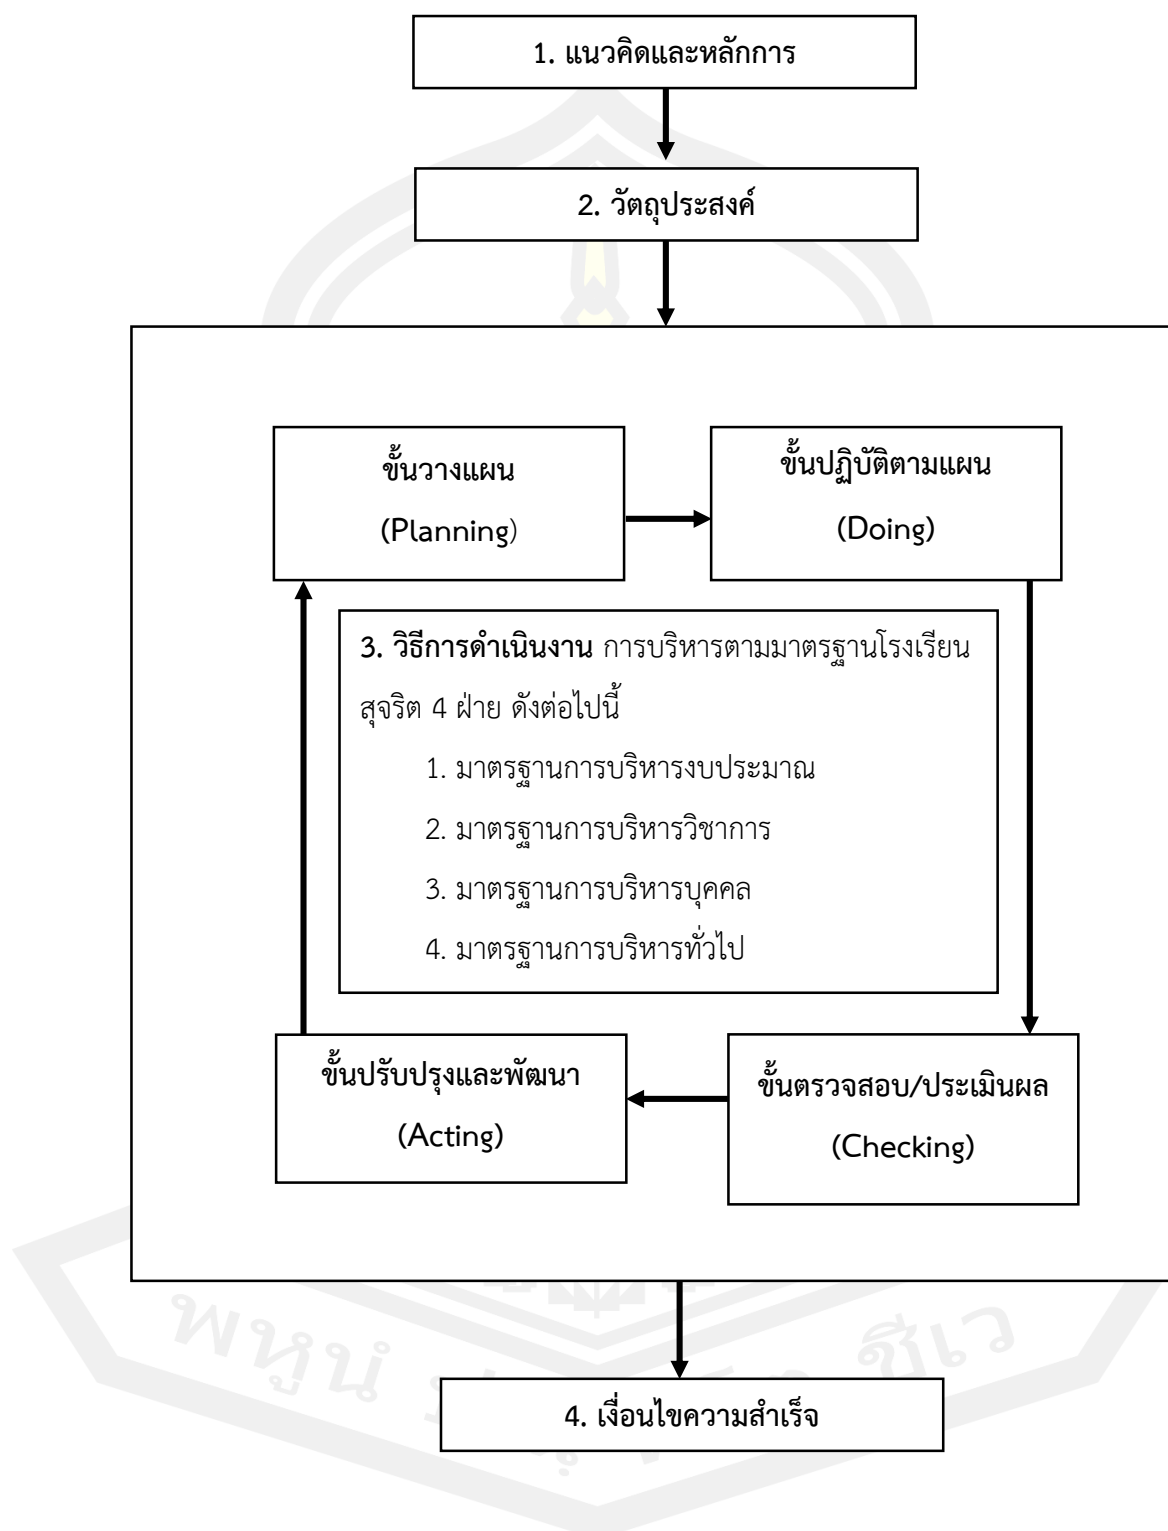 1. แนวคิดและหลักการ
2. วัตถุประสงค์
ขั้นวางแผน
(Planning)
ขั้นปฏิบัติตามแผน
(Doing)
3. วิธีการดำเนินงาน การบริหารตามมาตรฐานโรงเรียน
สุจริต 4 ฝ่าย ดังต่อไปนี้
1. มาตรฐานการบริหารงบประมาณ
2. มาตรฐานการบริหารวิชาการ
3. มาตรฐานการบริหารบุคคล
4. มาตรฐานการบริหารทั่วไป
ขั้นปรับปรุงและพัฒนา
(Acting)
ขั้นตรวจสอบ/ประเมินผล
(Checking)
พหูนํ
ชีเว
4. เงื่อนไขความสำเร็จ